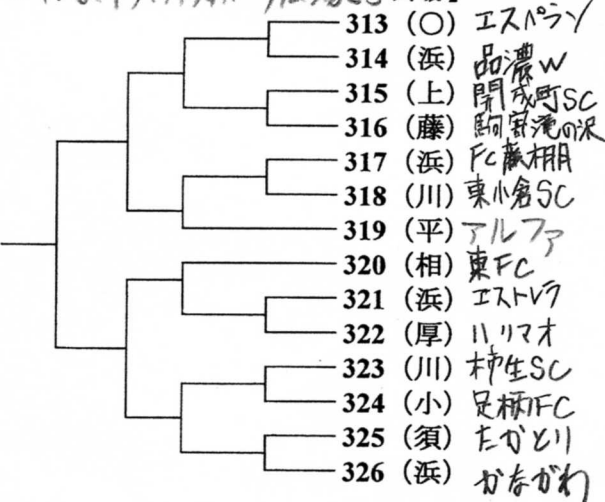 313 (○) エスペランソ
314 (浜) 品濃W
315 (上) 開成町SC
316 (藤) 駒寄滝の沢
317 (浜) FC藤棚
318 (川) 東小倉SC
319 (平) アルファ
320 (相) 東FC
321 (浜) エストレラ
322 (厚) ハリマオ
323 (川) 柿生SC
324 (小) 足柄FC
325 (須) たかとり
326 (浜) かながわ